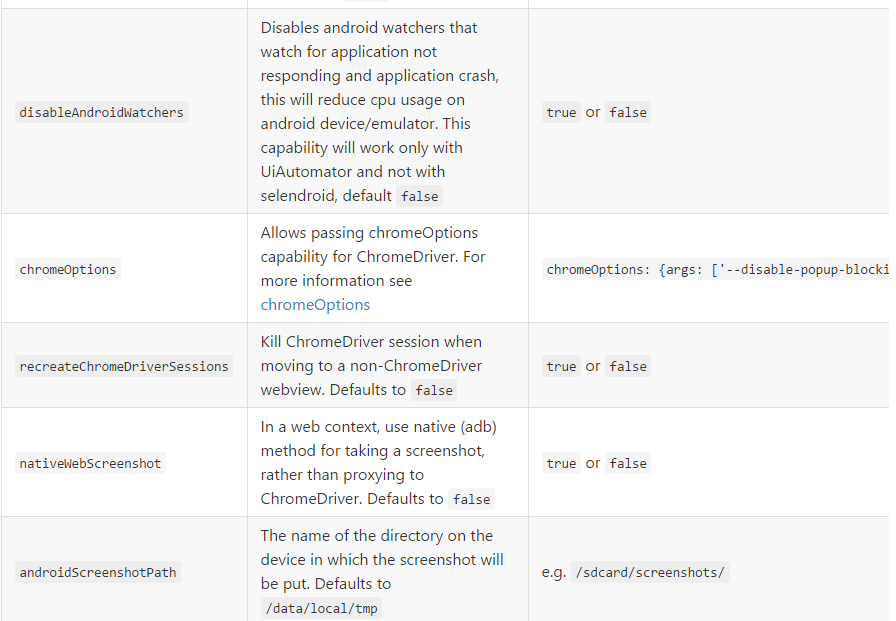 disableAndroidWatchers
Disables android watchers that
watch for application not
responding and application crash,
this will reduce cpu usage on
android device/emulator. This
capability will work only with
UiAutomator and not with
selendroid, default false
true or false
chromeOptions
Allows passing chromeOptions
capability for ChromeDriver. For
more information see
chromeOptions
chromeOptions: {args: ['--disable-popup-blocki
recreateChromeDriverSessions
Kill ChromeDriver session when
moving to a non-ChromeDriver
webview. Defaults to false
true or false
nativeWebScreenshot
In a web context, use native (adb)
method for taking a screenshot,
rather than proxying to
ChromeDriver. Defaults to false
true or false
androidScreenshotPath
The name of the directory on the
device in which the screenshot will
be put. Defaults to
/data/local/tmp
e.g. /sdcard/screenshots/